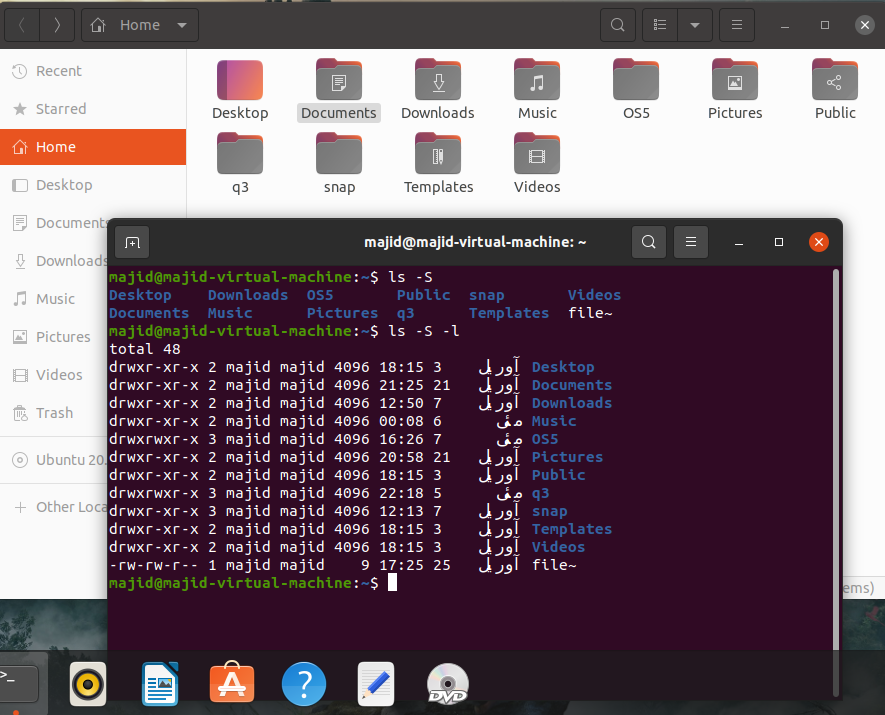 Home
Recent
Starred
Home
Desktop
Documents
Downloads
Music
Pictures
Videos
Trash
Ubuntu 20.
Other Loca
Desktop Documents Downloads Music OS5 Pictures Public
q3 snap Templates Videos
majid@majid-virtual-machine: ~
majid@majid-virtual-machine:~$ ls -S
Desktop Downloads OS5 Public snap Videos
Documents Music Pictures q3 Templates file~
majid@majid-virtual-machine:~$ ls -S -l
total 48
drwxr-xr-x 2 majid majid 4096 18:15 3 آوریل Desktop
drwxr-xr-x 2 majid majid 4096 21:25 21 آوریل Documents
drwxr-xr-x 2 majid majid 4096 12:50 7 آوریل Downloads
drwxr-xr-x 2 majid majid 4096 00:08 6 مئی Music
drwxrwxr-x 3 majid majid 4096 16:26 7 مئی OS5
drwxr-xr-x 2 majid majid 4096 20:58 21 آوریل Pictures
drwxr-xr-x 2 majid majid 4096 18:15 3 آوریل Public
drwxrwxr-x 3 majid majid 4096 22:18 5 مئی q3
drwxr-xr-x 3 majid majid 4096 12:13 7 آوریل snap
drwxr-xr-x 2 majid majid 4096 18:15 3 آوریل Templates
drwxr-xr-x 2 majid majid 4096 18:15 3 آوریل Videos
-rw-rw-r-- 1 majid majid 9 17:25 25 آوریل file~
majid@majid-virtual-machine:~$
ems)
>_
?
DVD